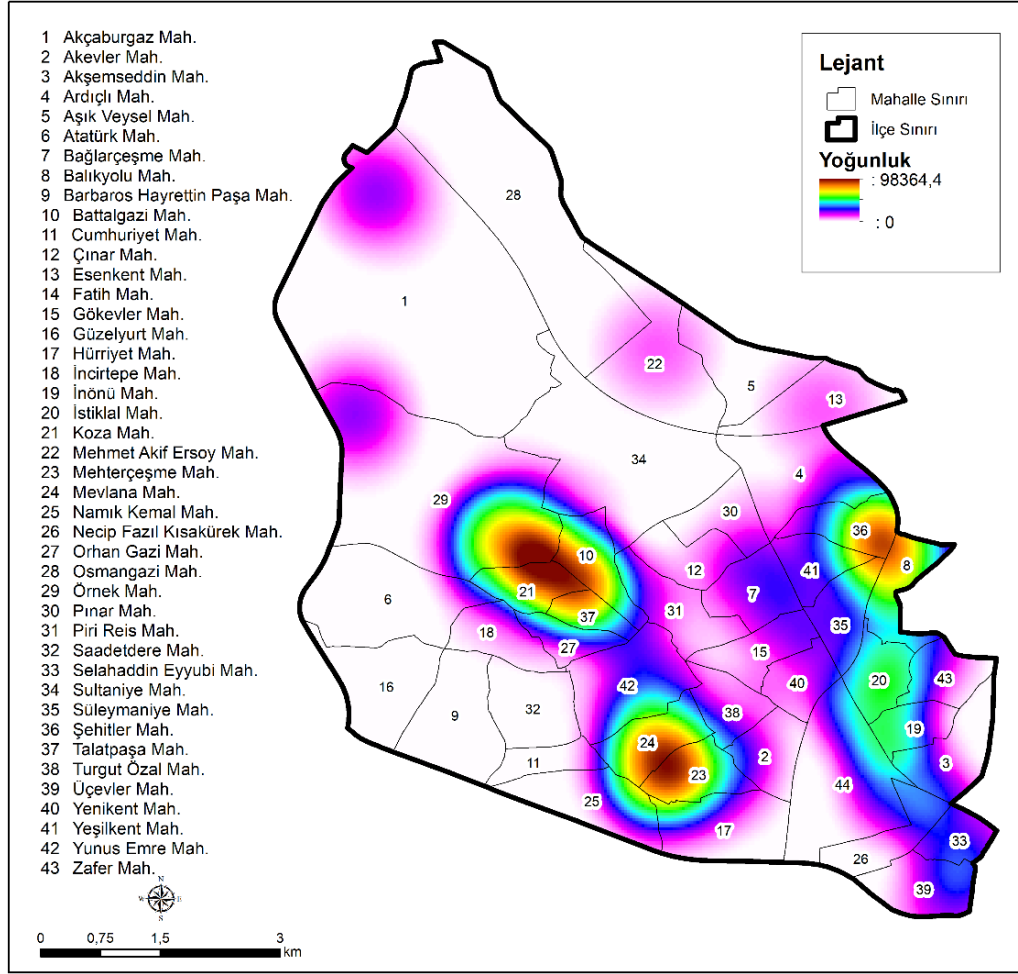 1 Akçaburgaz Mah.
2 Akevler Mah.
3 Akşemseddin Mah.
4 Ardıçlı Mah.
5 Aşık Veysel Mah.
6 Atatürk Mah.
7 Bağlarçeşme Mah.
8 Balıkyolu Mah.
9 Barbaros Hayrettin Paşa Mah.
10 Battalgazi Mah.
11 Cumhuriyet Mah.
12 Çınar Mah.
13 Esenkent Mah.
14 Fatih Mah.
15 Gökevler Mah.
16 Güzelyurt Mah.
17 Hürriyet Mah.
18 İncirtepe Mah.
19 İnönü Mah.
20 İstiklal Mah.
21 Koza Mah.
22 Mehmet Akif Ersoy Mah.
23 Mehterçeşme Mah.
24 Mevlana Mah.
25 Namık Kemal Mah.
26 Necip Fazıl Kısakürek Mah.
27 Orhan Gazi Mah.
28 Osmangazi Mah.
29 Örnek Mah.
30 Pınar Mah.
31 Piri Reis Mah.
32 Saadetdere Mah.
33 Selahaddin Eyyubi Mah.
34 Sultaniye Mah.
35 Süleymaniye Mah.
36 Şehitler Mah.
37 Talatpaşa Mah.
38 Turgut Özal Mah.
39 Üçevler Mah.
40 Yenikent Mah.
41 Yeşilkent Mah.
42 Yunus Emre Mah.
43 Zafer Mah.
Lejant
Mahalle Sınırı
İlçe Sınırı
Yoğunluk
: 98364,4
: 0
28
1
22
5
13
34
4
29
30
36
10
12
41
8
21
7
6
37
31
35
18
27
15
43
42
40
20
16
9
32
38
19
24
2
11
23
3
25
44
17
33
26
39
N
W E
S
0 0,75 1,5 3
km